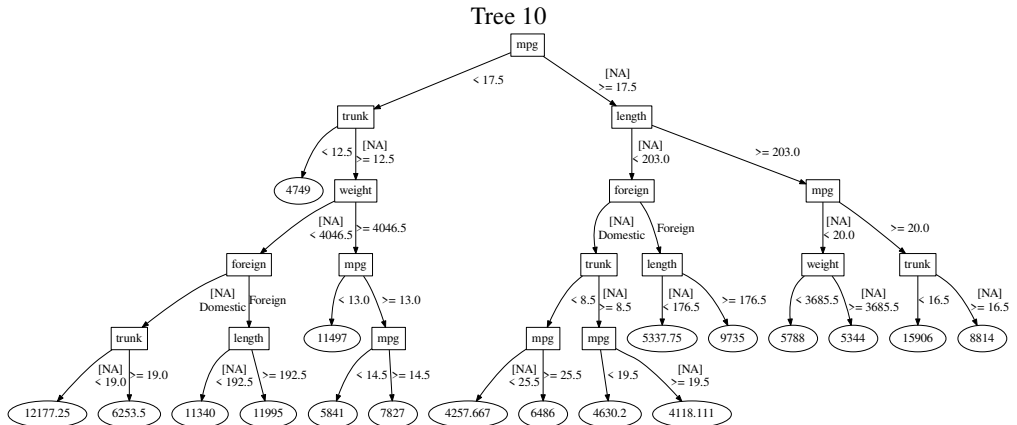 Tree 10
mpg
< 17.5
[NA]
>= 17.5
trunk
length
< 12.5
[NA]
>= 12.5
[NA]
< 203.0
>= 203.0
4749
weight
foreign
mpg
[NA]
< 4046.5
>= 4046.5
[NA]
Domestic
Foreign
[NA]
< 20.0
>= 20.0
foreign
mpg
trunk
length
weight
trunk
[NA]
Domestic
Foreign
< 13.0
>= 13.0
< 8.5
[NA]
>= 8.5
[NA]
< 176.5
>= 176.5
< 3685.5
[NA]
>= 3685.5
< 16.5
[NA]
>= 16.5
trunk
length
11497
mpg
mpg
mpg
5337.75
9735
5788
5344
15906
8814
[NA]
< 19.0
>= 19.0
[NA]
< 192.5
>= 192.5
< 14.5
>= 14.5
[NA]
< 25.5
>= 25.5
< 19.5
[NA]
>= 19.5
12177.25
6253.5
11340
11995
5841
7827
4257.667
6486
4630.2
4118.111